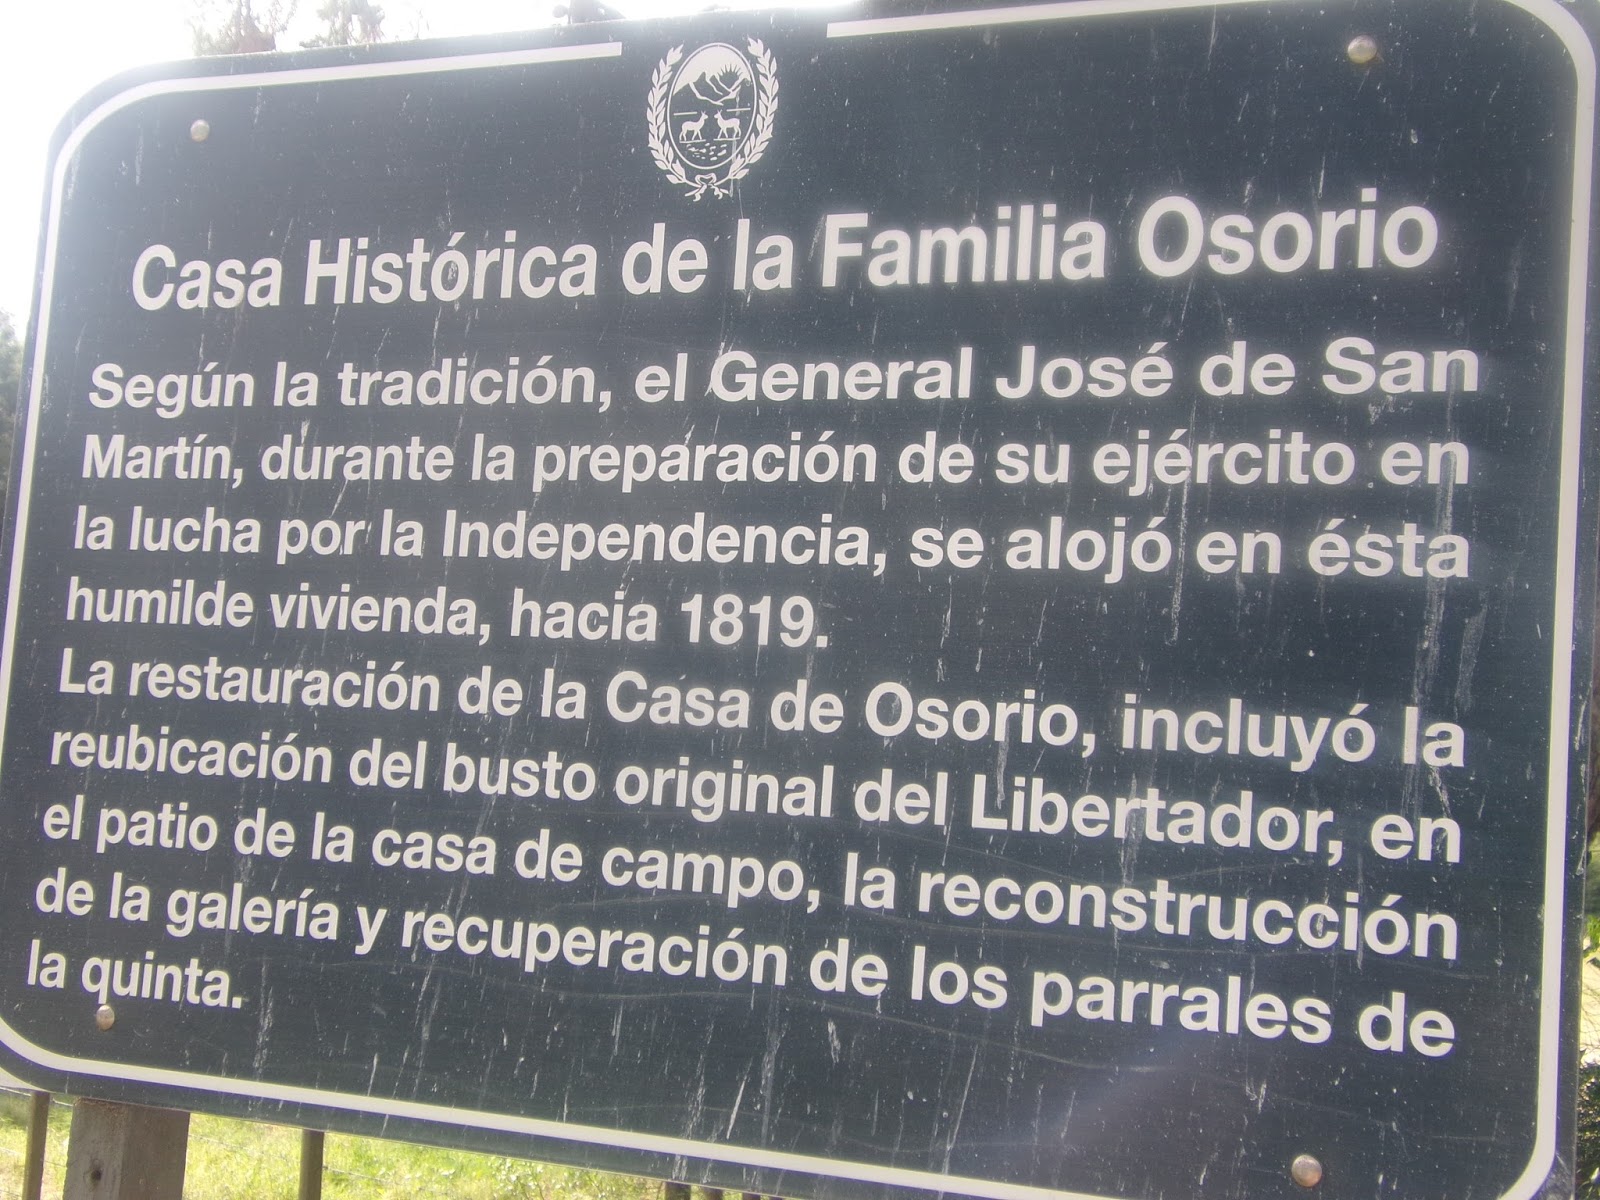 Casa Histórica de la Familia Osorio
Según la tradición, el General José de San
Martín, durante la preparación de su ejército en
la lucha por la Independencia, se alojó en ésta
humilde vivienda, hacia 1819.
La restauración de la Casa de Osorio, incluyó la
reubicación del busto original del Libertador, en
el patio de la casa de campo, la reconstrucción
de la galería y recuperación de los parrales de
la quinta.